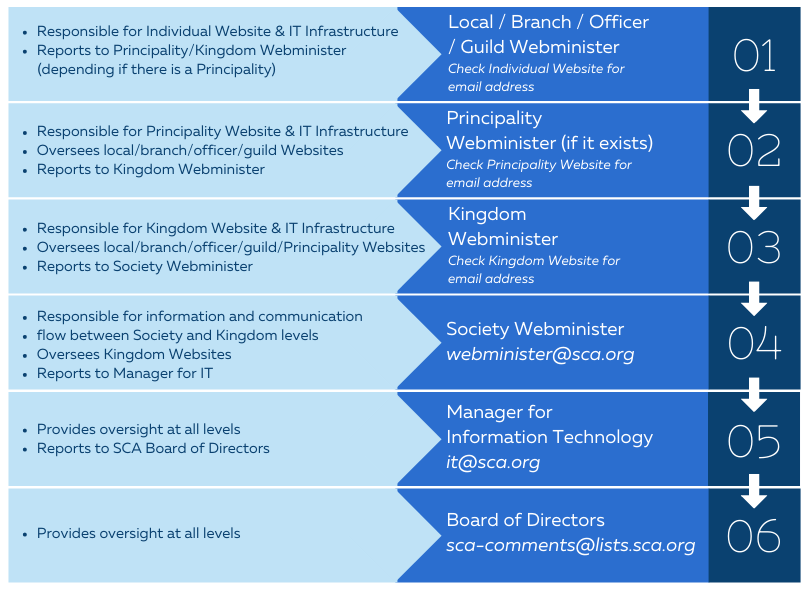 • Responsible for Individual Website & IT Infrastructure
• Reports to Principality/Kingdom Webminister
(depending if there is a Principality)
Local / Branch / Officer
/ Guild Webminister
Check Individual Website for
email address
01
• Responsible for Principality Website & IT Infrastructure
• Oversees local/branch/officer/guild Websites
• Reports to Kingdom Webminister
Principality
Webminister (if it exists)
Check Principality Website for
email address
02
• Responsible for Kingdom Website & IT Infrastructure
• Oversees local/branch/officer/guild/Principality Websites
• Reports to Society Webminister
Kingdom
Webminister
Check Kingdom Website for
email address
03
• Responsible for information and communication
• flow between Society and Kingdom levels
• Oversees Kingdom Websites
• Reports to Manager for IT
Society Webminister
webminister@sca.org
04
• Provides oversight at all levels
• Reports to SCA Board of Directors
Manager for
Information Technology
it@sca.org
05
• Provides oversight at all levels
Board of Directors
sca-comments@lists.sca.org
06